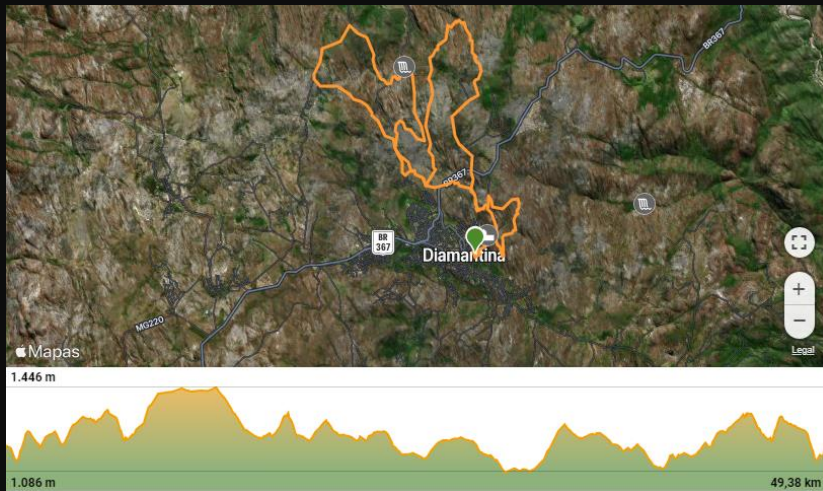 BR367
BR367
BR
367
Diamantina
MG220
Mapas
Legal
+
−
1.446 m
1.086 m
49,38 km